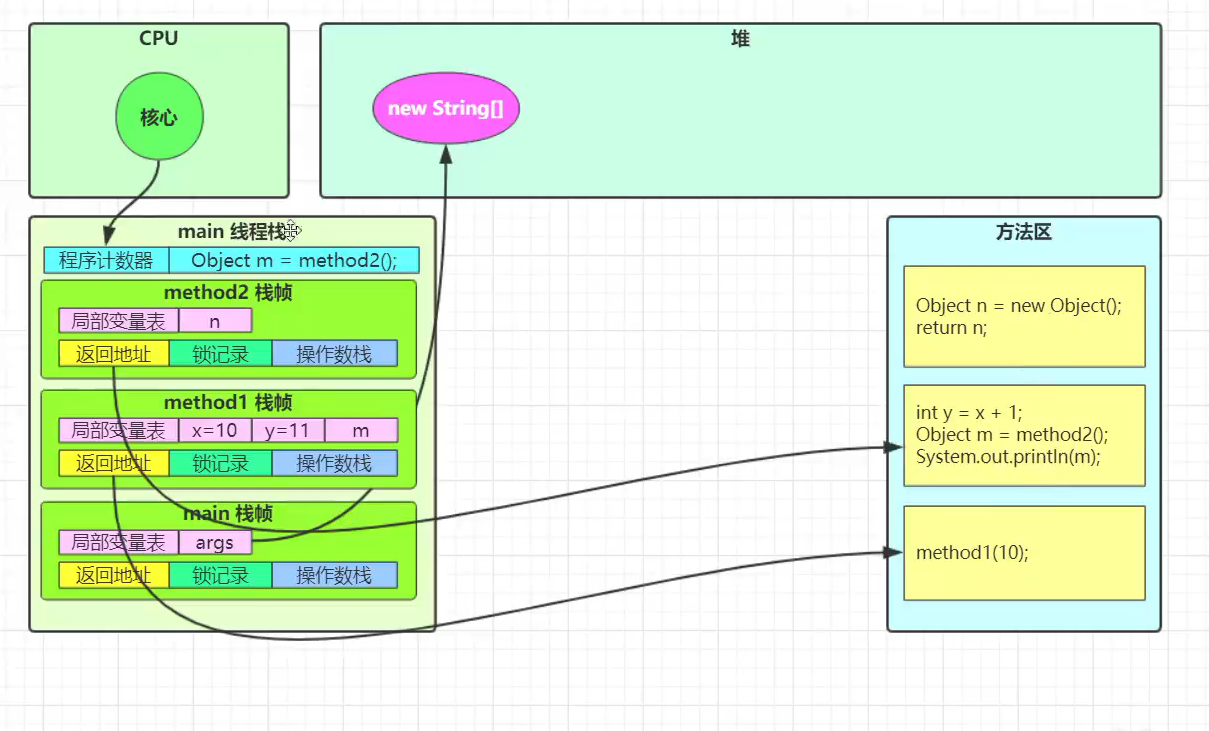 CPU
核心
堆
new String[]
main 线程栈
程序计数器 Object m = method2();
method2 栈帧
局部变量表 n
返回地址 锁记录 操作数栈
method1 栈帧
局部变量表 x=10 y=11 m
返回地址 锁记录 操作数栈
main 栈帧
局部变量表 args
返回地址 锁记录 操作数栈
方法区
Object n = new Object();
return n;
int y = x + 1;
Object m = method2();
System.out.println(m);
method1(10);